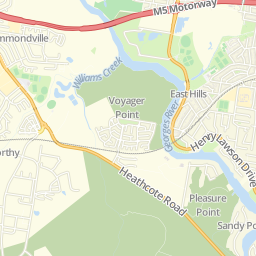 M5 Motorway
mmondville
Williams Creek
Voyager
Point
East Hills
Georges River
Henry Lawson Drive
orthy
Heathcote Road
Pleasure
Point
Sandy Po